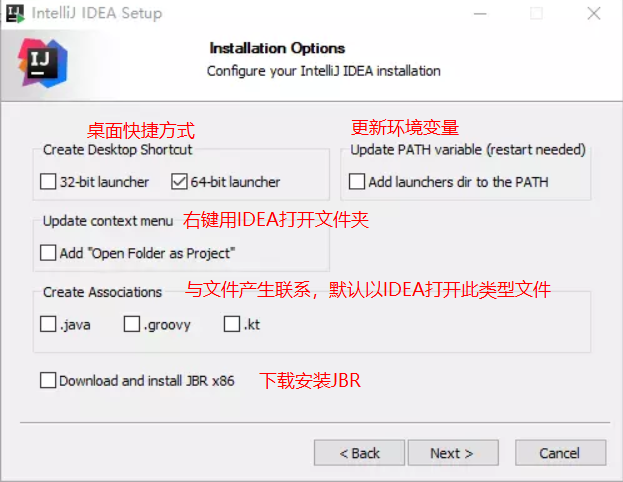 IntelliJ IDEA Setup
IJ
Installation Options
Configure your IntelliJ IDEA installation
桌面快捷方式
更新环境变量
Create Desktop Shortcut
Update PATH variable (restart needed)
32-bit launcher
64-bit launcher
Add launchers dir to the PATH
Update context menu
右键用IDEA打开文件夹
Add "Open Folder as Project"
Create Associations
与文件产生联系，默认以IDEA打开此类型文件
.java
.groovy
.kt
Download and install JBR x86
下载安装JBR
< Back
Next >
Cancel